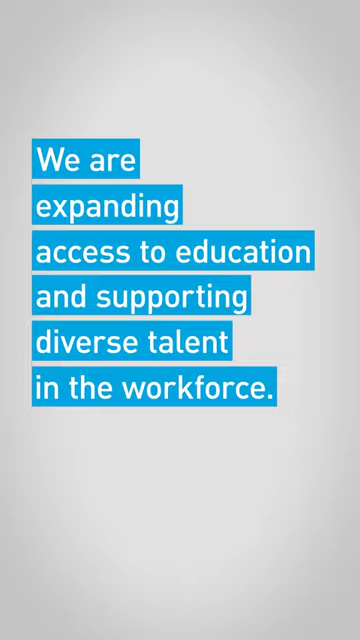 We are
expanding
access to education
and supporting
diverse talent
in the workforce.